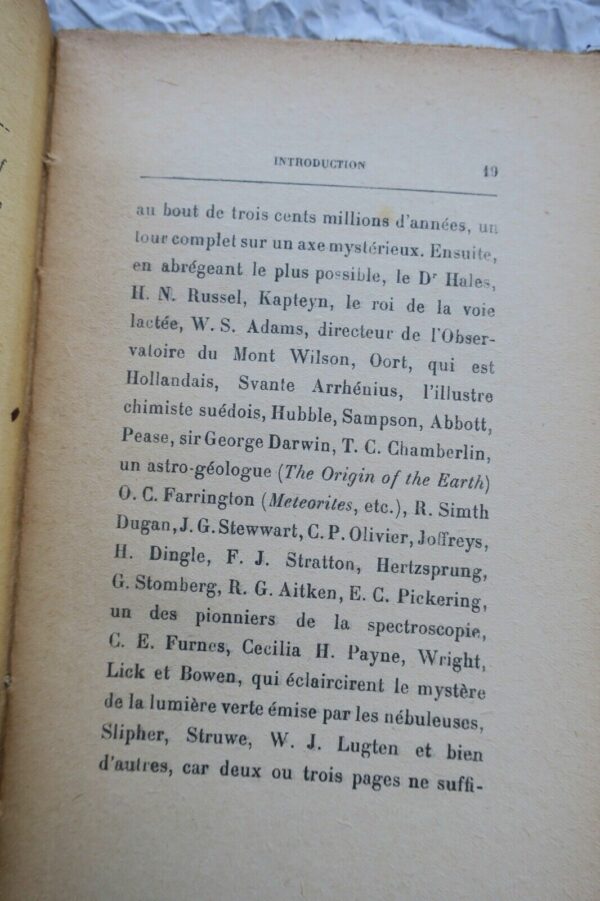 INTRODUCTION 19
au bout de trois cents millions d'années, un
tour complet sur un axe mystérieux. Ensuite,
en abrégeant le plus possible, le Dr Hales,
H. N. Russel, Kapteyn, le roi de la voie
lactée, W. S. Adams, directeur de l'Obser-
vatoire du Mont Wilson, Oort, qui est
Hollandais, Svante Arrhénius, l'illustre
chimiste suédois, Hubble, Sampson, Abbott,
Pease, sir George Darwin, T. C. Chamberlin,
un astro-géologue (The Origin of the Earth)
O. C. Farrington (Meteorites, etc.), R. Simth
Dugan, J. G. Stewwart, C. P. Olivier, Joffreys,
H. Dingle, F. J. Stratton, Hertzsprung,
G. Stomberg, R. G. Aitken, E. C. Pickering,
un des pionniers de la spectroscopie,
C. E. Furnes, Cecilia H. Payne, Wright,
Lick et Bowen, qui éclaircirent le mystère
de la lumière verte émise par les nébuleuses,
Slipher, Struwe, W. J. Lugten et bien
d'autres, car deux ou trois pages ne suffi-